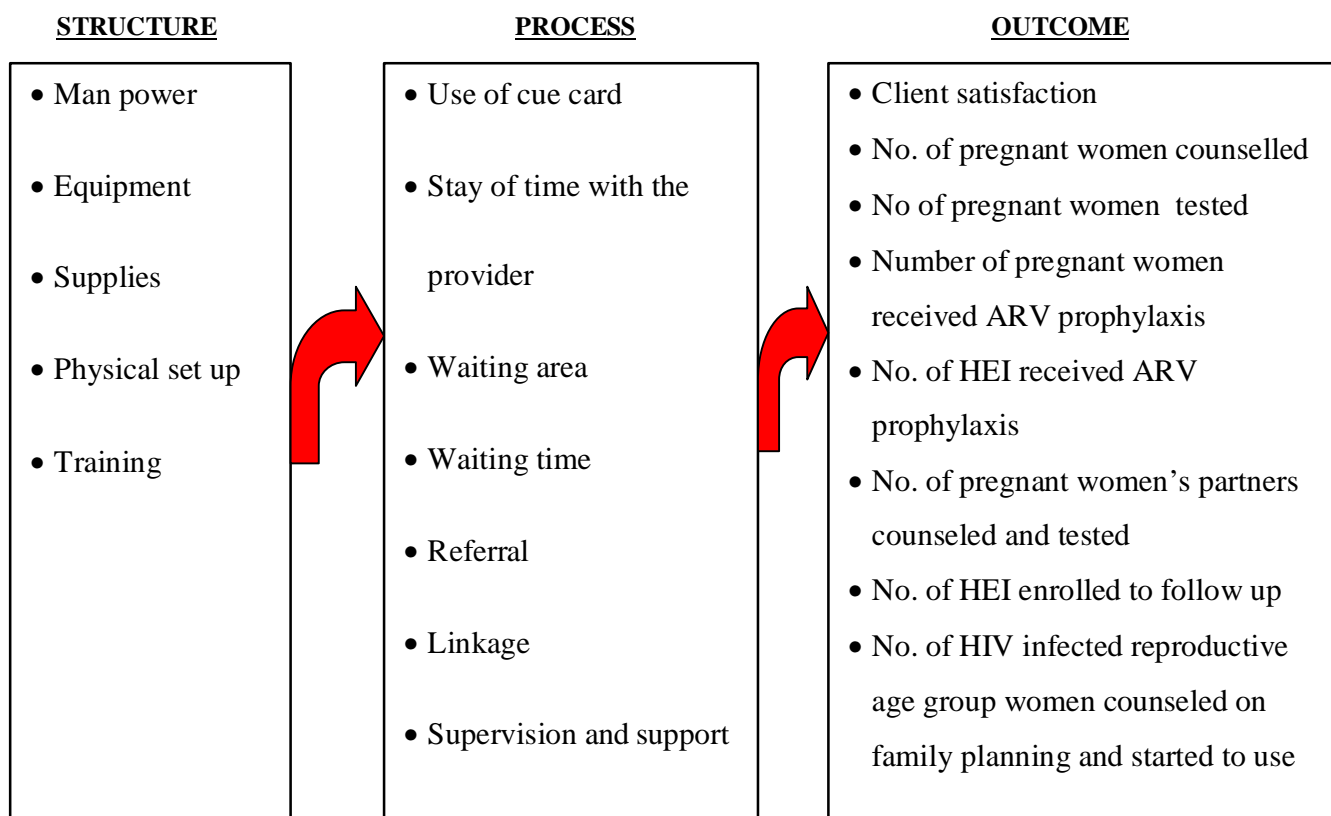 STRUCTURE
• Man power
• Equipment
• Supplies
• Physical set up
• Training
PROCESS
• Use of cue card
• Stay of time with the
provider
• Waiting area
• Waiting time
• Referral
• Linkage
• Supervision and support
OUTCOME
• Client satisfaction
• No. of pregnant women counselled
• No of pregnant women tested
• Number of pregnant women
received ARV prophylaxis
• No. of HEI received ARV
prophylaxis
• No. of pregnant women’s partners
counseled and tested
• No. of HEI enrolled to follow up
• No. of HIV infected reproductive
age group women counseled on
family planning and started to use